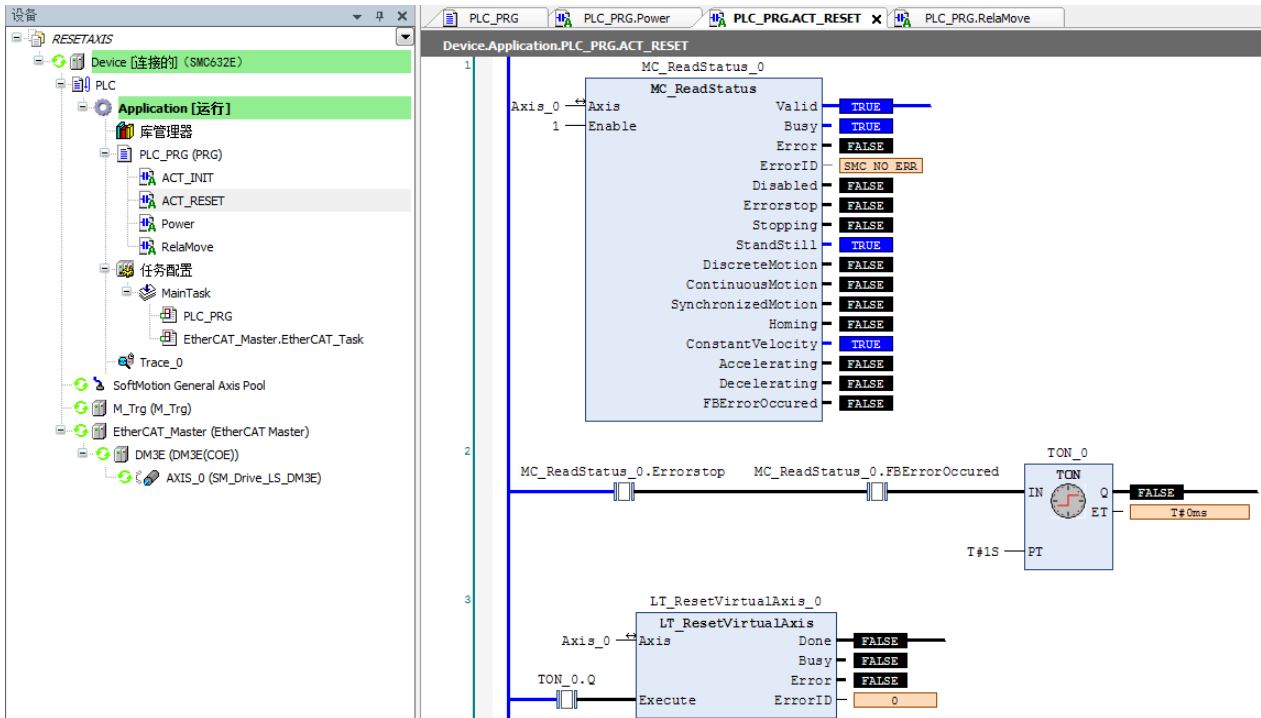 设备
RESETAXIS
Device [连接的] (SMC632E)
PLC
Application [运行]
库管理器
PLC_PRG (PRG)
ACT_INIT
ACT_RESET
Power
RelaMove
任务配置
MainTask
PLC_PRG
EtherCAT_Master.EtherCAT_Task
Trace_0
SoftMotion General Axis Pool
M_Trg (M_Trg)
EtherCAT_Master (EtherCAT Master)
DM3E (DM3E(COE))
AXIS_0 (SM_Drive_LS_DM3E)
PLC_PRG PLC_PRG.Power PLC_PRG.ACT_RESET PLC_PRG.RelaMove
Device.Application.PLC_PRG.ACT_RESET
1 MC_ReadStatus_0
MC_ReadStatus
Axis_0 Axis Valid TRUE
1 Enable Busy TRUE
Error FALSE
ErrorID SMC NO ERR
Disabled FALSE
Errorstop FALSE
Stopping FALSE
StandStill TRUE
DiscreteMotion FALSE
ContinuousMotion FALSE
SynchronizedMotion FALSE
Homing FALSE
ConstantVelocity TRUE
Accelerating FALSE
Decelerating FALSE
FBErrorOccured FALSE
2 TON_0
MC_ReadStatus_0.Errorstop MC_ReadStatus_0.FBErrorOccured TON
IN Q FALSE
ET T#0ms
T#1S PT
3 LT_ResetVirtualAxis_0
LT_ResetVirtualAxis
Axis_0 Axis Done FALSE
Busy FALSE
TON_0.Q Error FALSE
Execute ErrorID 0